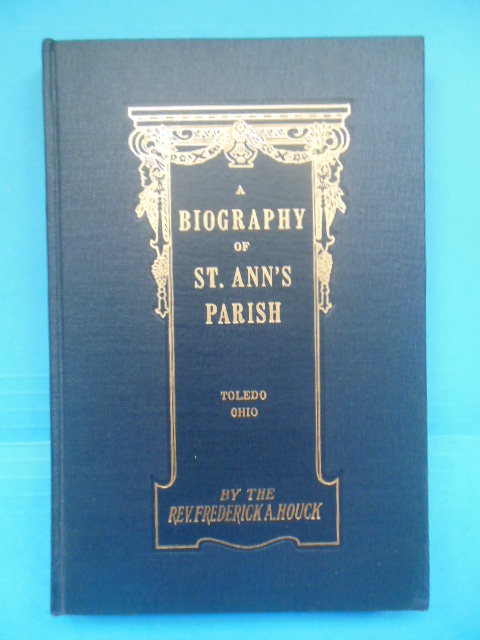 A
BIOGRAPHY
OF
ST. ANN'S
PARISH
TOLEDO
OHIO
BY THE
REV. FREDERICK A. HOUCK